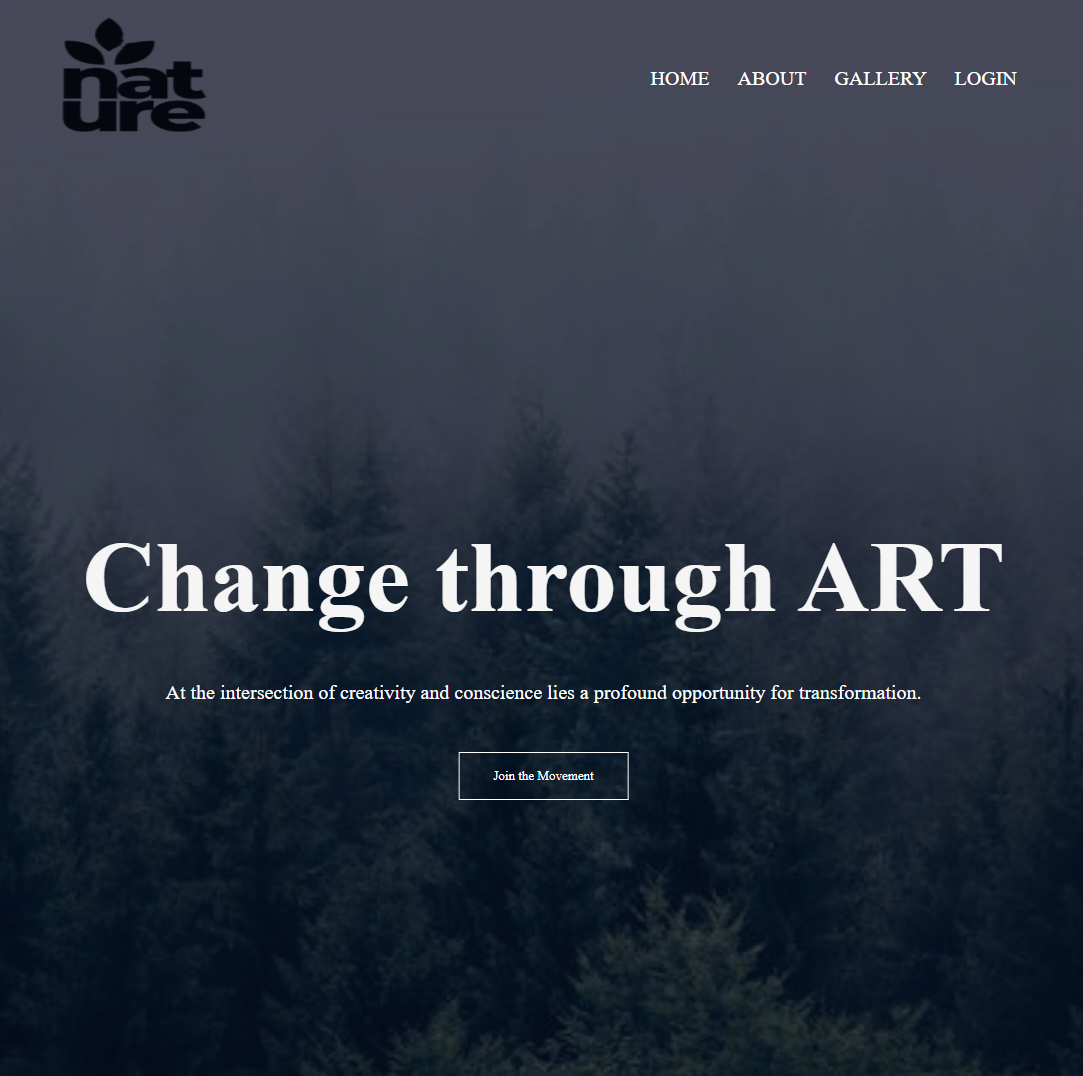 nat
ure
HOME ABOUT GALLERY LOGIN
Change through ART
At the intersection of creativity and conscience lies a profound opportunity for transformation.
Join the Movement